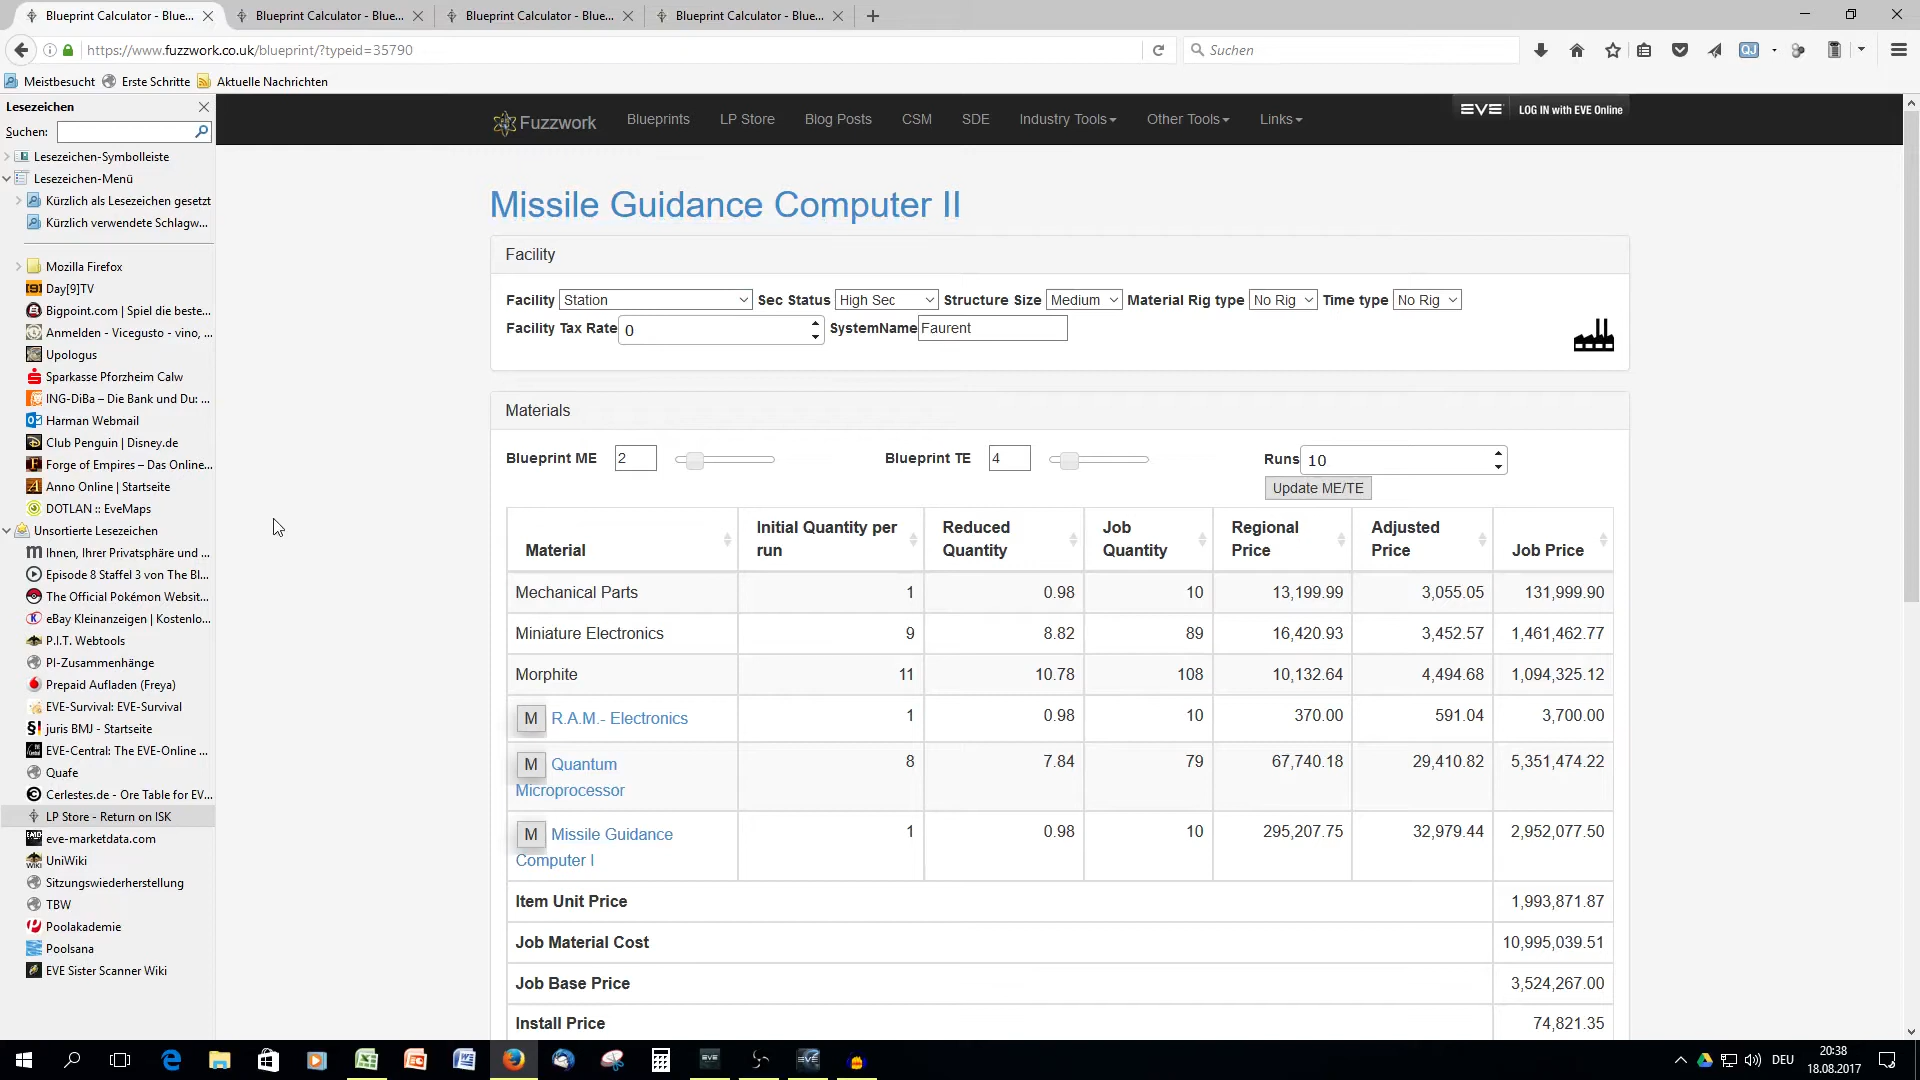 Blueprint Calculator - Blue...
Blueprint Calculator - Blue...
Blueprint Calculator - Blue...
Blueprint Calculator - Blue...
https://www.fuzzwork.co.uk/blueprint/?typeid=35790
Suchen
QJ
Meistbesucht Erste Schritte Aktuelle Nachrichten
Lesezeichen
Suchen:
Lesezeichen-Symbolleiste
Lesezeichen-Menü
Kürzlich als Lesezeichen gesetzt
Kürzlich verwendete Schlagw...
Mozilla Firefox
Day[9]TV
Bigpoint.com | Spiel die beste...
Anmelden - Vicegusto - vino, ...
Upologus
Sparkasse Pforzheim Calw
ING-DiBa – Die Bank und Du: ...
Harman Webmail
Club Penguin | Disney.de
Forge of Empires – Das Online...
Anno Online | Startseite
DOTLAN :: EveMaps
Unsortierte Lesezeichen
Ihnen, Ihrer Privatsphäre und ...
Episode 8 Staffel 3 von The Bl...
The Official Pokémon Websit...
eBay Kleinanzeigen | Kostenlo...
P.I.T. Webtools
PI-Zusammenhänge
Prepaid Aufladen (Freya)
EVE-Survival: EVE-Survival
juris BMJ - Startseite
EVE-Central: The EVE-Online ...
Quafe
Cerlestes.de - Ore Table for EV...
LP Store - Return on ISK
eve-marketdata.com
UniWiki
Sitzungswiederherstellung
TBW
Poolakademie
Poolsana
EVE Sister Scanner Wiki
Fuzzwork Blueprints LP Store Blog Posts CSM SDE Industry Tools Other Tools Links
EVE LOG IN with EVE Online
Missile Guidance Computer II
Facility
Facility Station Sec Status High Sec Structure Size Medium Material Rig type No Rig Time type No Rig
Facility Tax Rate 0 SystemName Faurent
Materials
Blueprint ME 2 Blueprint TE 4 Runs 10
Update ME/TE
Material Initial Quantity per run Reduced Quantity Job Quantity Regional Price Adjusted Price Job Price
Mechanical Parts 1 0.98 10 13,199.99 3,055.05 131,999.90
Miniature Electronics 9 8.82 89 16,420.93 3,452.57 1,461,462.77
Morphite 11 10.78 108 10,132.64 4,494.68 1,094,325.12
M R.A.M.- Electronics 1 0.98 10 370.00 591.04 3,700.00
M Quantum Microprocessor 8 7.84 79 67,740.18 29,410.82 5,351,474.22
M Missile Guidance Computer I 1 0.98 10 295,207.75 32,979.44 2,952,077.50
Item Unit Price 1,993,871.87
Job Material Cost 10,995,039.51
Job Base Price 3,524,267.00
Install Price 74,821.35
DEU
20:38
18.08.2017